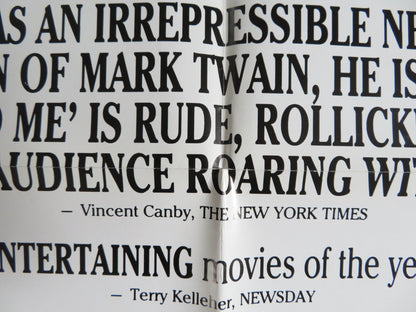 AS AN IRREPRESSIBLE NE
N OF MARK TWAIN, HE IS
ME’ IS RUDE, ROLLICK
AUDIENCE ROARING WI
– Vincent Canby, THE NEW YORK TIMES
NTERTAINING movies of the ye
– Terry Kelleher, NEWSDAY